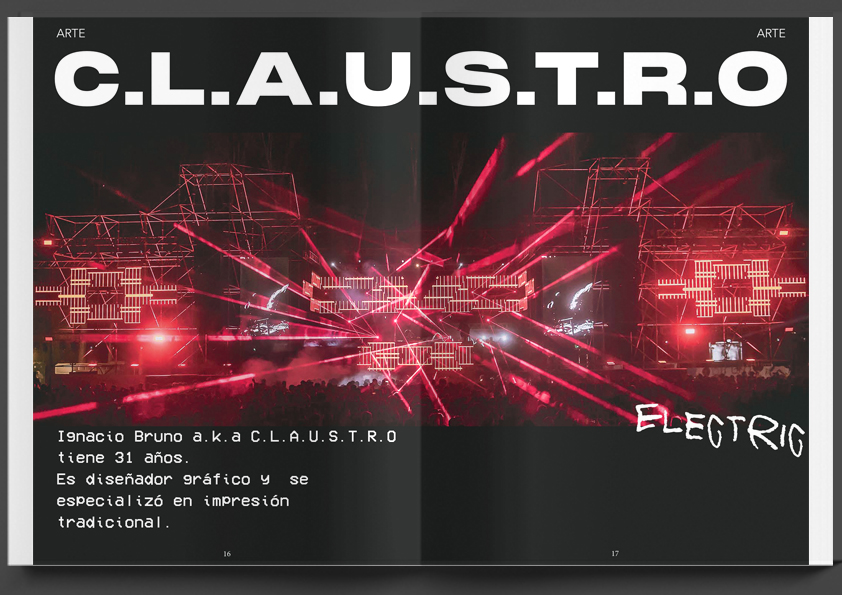 ARTE
ARTE
C.L.A.U.S.T.R.O
ELECTRIC
Ignacio Bruno a.k.a C.L.A.U.S.T.R.O
tiene 31 años.
Es diseñador gráfico y se
especializó en impresión
tradicional.
16
17